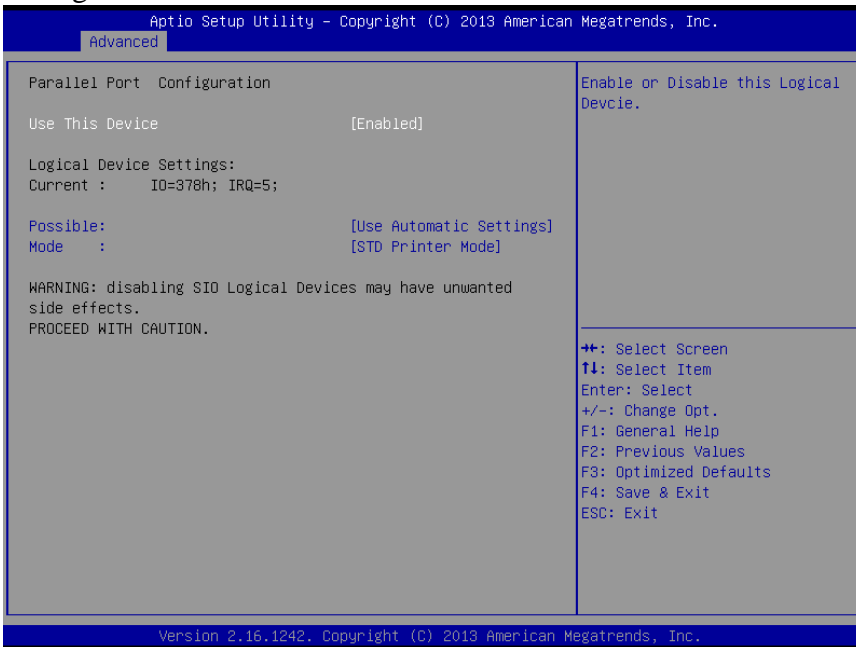 Aptio Setup Utility – Copyright (C) 2013 American Megatrends, Inc.
Advanced
Parallel Port Configuration
Use This Device [Enabled]
Logical Device Settings:
Current : IO=378h; IRQ=5;
Possible: [Use Automatic Settings]
Mode : [STD Printer Mode]
WARNING: disabling SIO Logical Devices may have unwanted
side effects.
PROCEED WITH CAUTION.
Enable or Disable this Logical
Devcie.
→←: Select Screen
↑↓: Select Item
Enter: Select
+/-: Change Opt.
F1: General Help
F2: Previous Values
F3: Optimized Defaults
F4: Save & Exit
ESC: Exit
Version 2.16.1242. Copyright (C) 2013 American Megatrends, Inc.